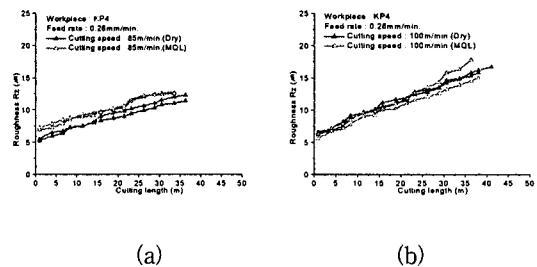 Workpiece : KP4
Feed rate : 0.26mm/min.
Cutting speed : 85m/min (Dry)
Cutting speed : 85m/min.(MQL)
25
20
15
10
5
0
Roughness Rz (㎛)
0 5 10 15 20 25 30 35 40 45 50
Cutting length (m)
(a)
Workpiece : KP4
Feed rate : 0.26mm/min.
Cutting speed : 100m/min (Dry)
Cutting speed : 100m/min (MQL)
25
20
15
10
5
0
Roughness Rz (㎛)
0 5 10 15 20 25 30 35 40 45 50
Cutting length (m)
(b)